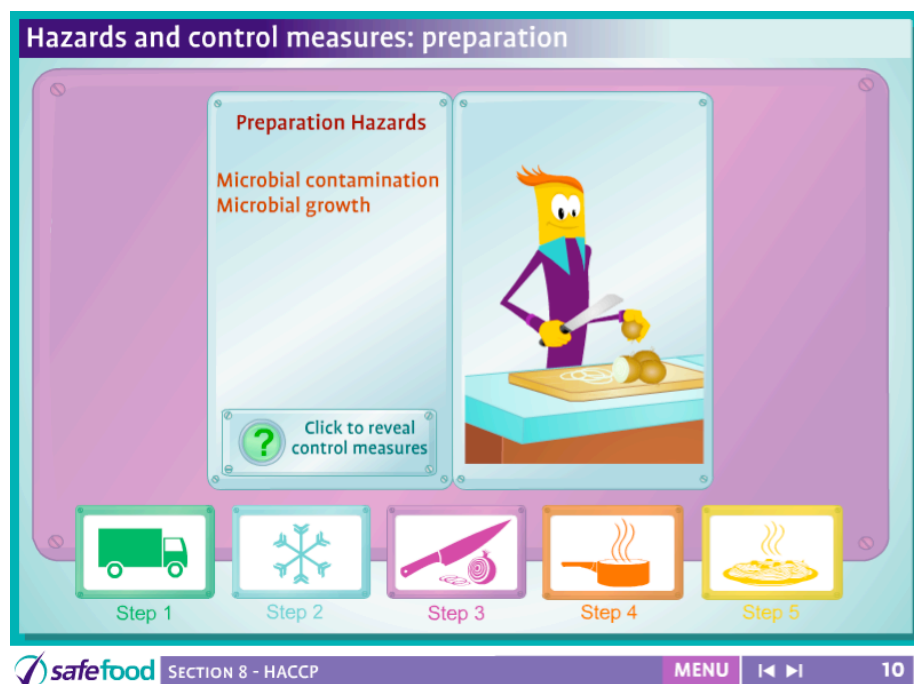 Hazards and control measures: preparation
Preparation Hazards
Microbial contamination
Microbial growth
?
Click to reveal
control measures
Step 1
Step 2
Step 3
Step 4
Step 5
safefood SECTION 8 - HACCP MENU 10